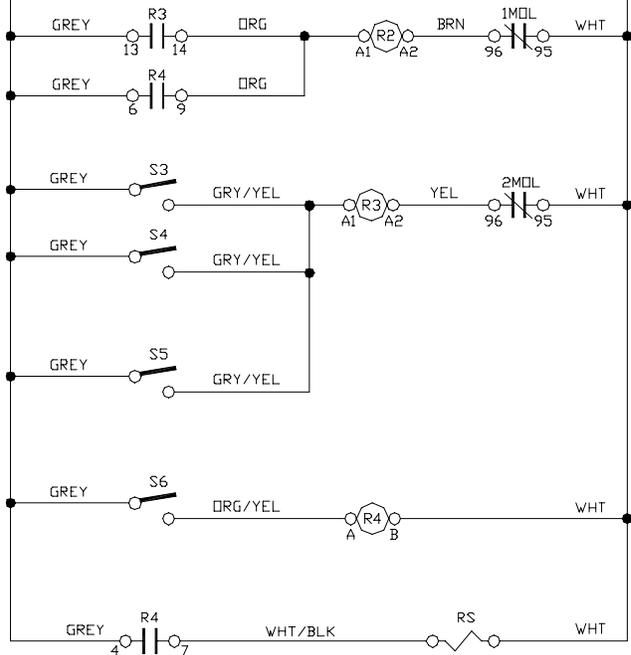 GREY R3 ORG R2 BRN 1MOL WHT
13 14 A1 A2 96 95
GREY R4 ORG
6 9
GREY S3 GRY/YEL R3 YEL 2MOL WHT
A1 A2 96 95
GREY S4 GRY/YEL
GREY S5 GRY/YEL
GREY S6 ORG/YEL R4 WHT
A B
GREY R4 WHT/BLK RS WHT
4 7